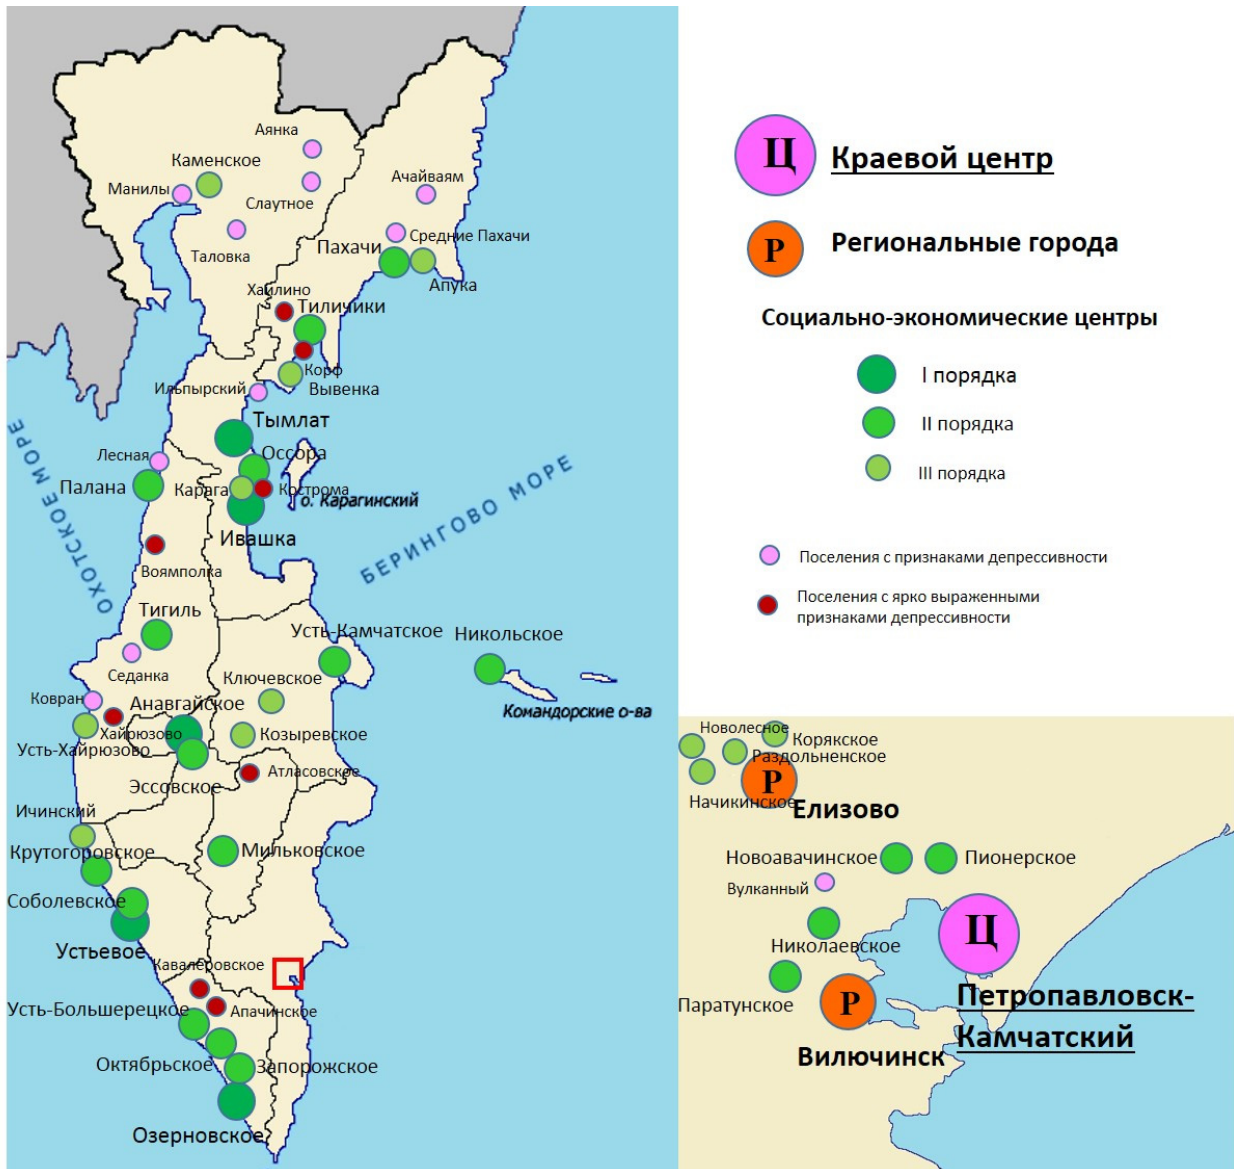 Аянка
Каменское
Манилы
Слаутное
Ачайваям
Таловка
Средние Пахачи
Пахачи
Апука
Хаилино
Тиличики
Корф
Вывенка
Ильпырский
Тымлат
Лесная
Оссора
Палана
Карага
Кострома
о. Карагинский
Ивашка
ОХОТСКОЕ МОРЕ
БЕРИНГОВО МОРЕ
Воямполка
Тигиль
Седанка
Усть-Камчатское
Никольское
Командорские о-ва
Ключевское
Ковран
Анавгайское
Хайрюзово
Усть-Хайрюзово
Козыревское
Эссовское
Атласовское
Ичинский
Крутогоровское
Мильковское
Соболевское
Устьевое
Кавалеровское
Усть-Большерецкое
Апачинское
Октябрьское
Запорожское
Озерновское
Ц
Краевой центр
Р
Региональные города
Социально-экономические центры
I порядка
II порядка
III порядка
Поселения с признаками депрессивности
Поселения с ярко выраженными
признаками депрессивности
Новолесное
Корякское
Раздольненское
Начикинское
Р
Елизово
Новоавачинское
Пионерское
Вулканный
Николаевское
Ц
Паратунское
Р
Вилючинск
Петропавловск-
Камчатский